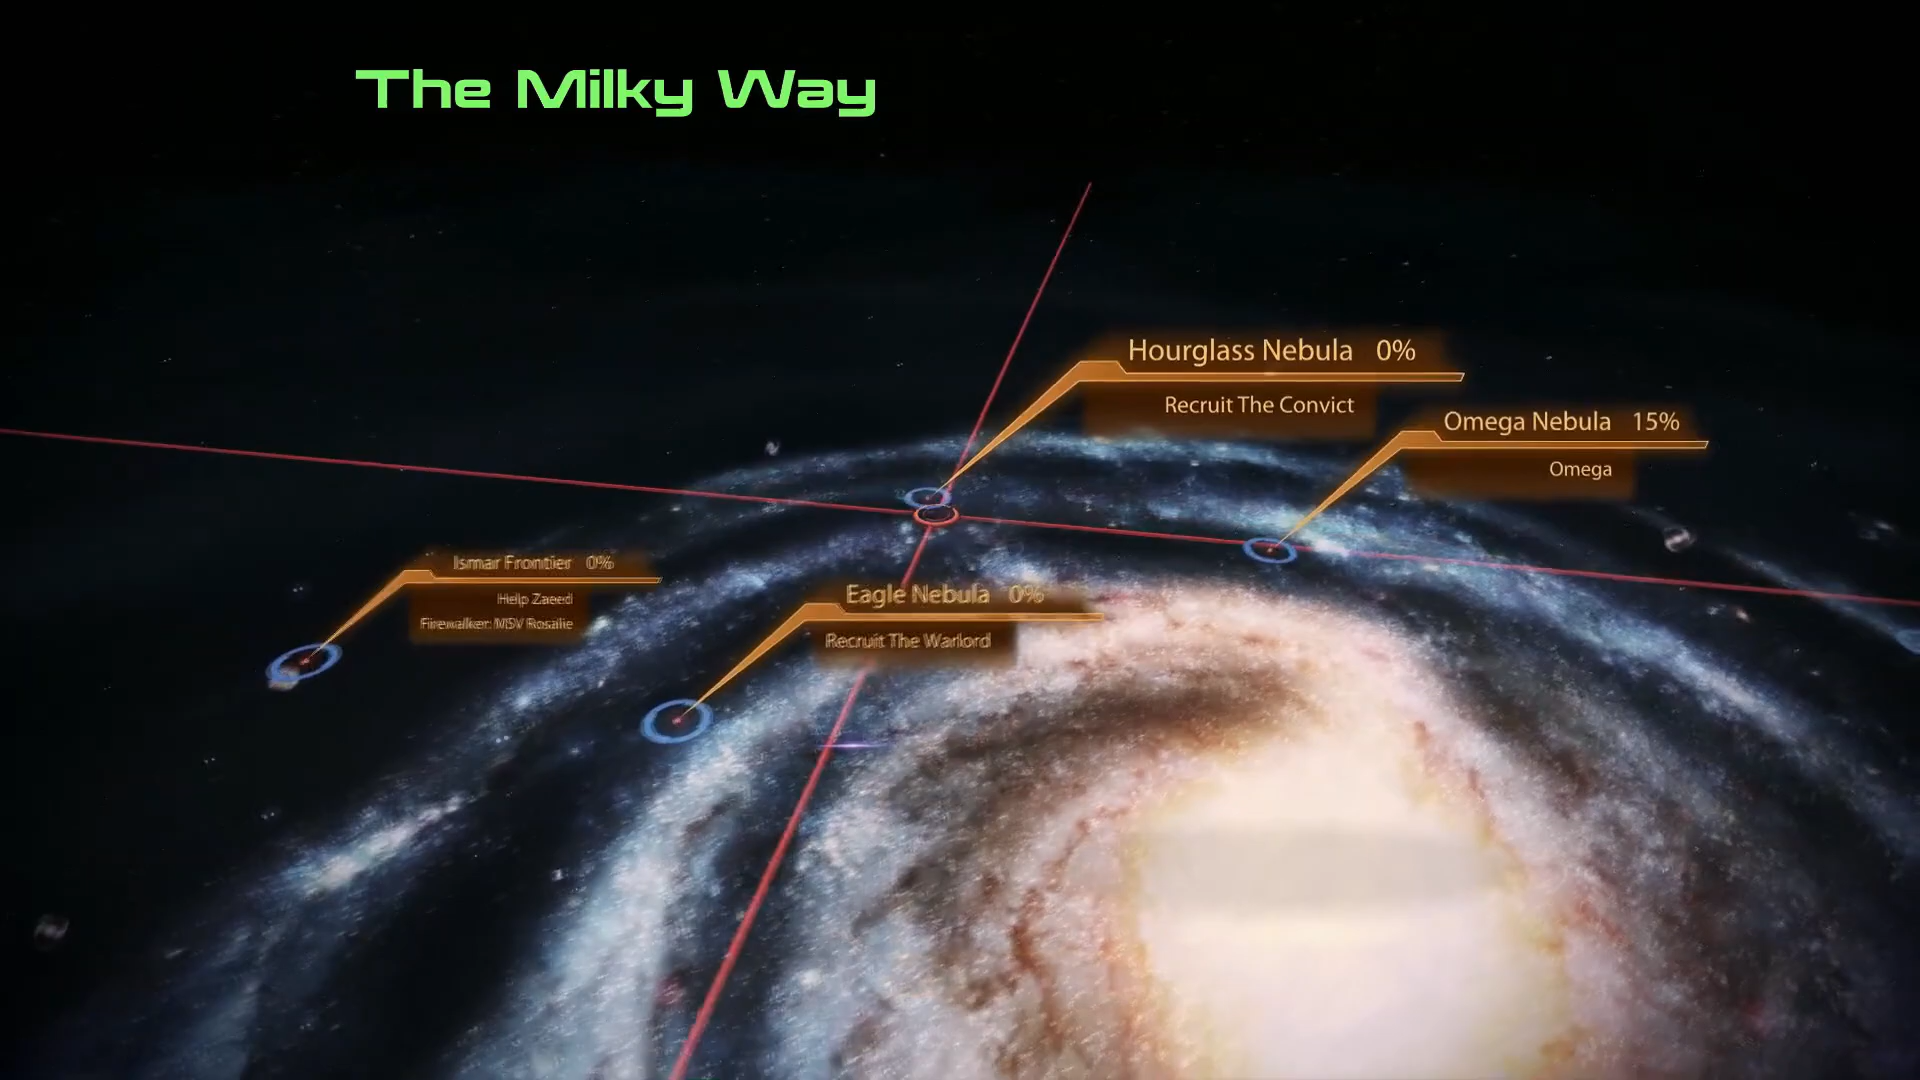 The Milky Way
Hourglass Nebula 0%
Recruit The Convict
Omega Nebula 15%
Omega
Ismar Frontier 0%
Help Zaeed
Firewalker: MSV Rosalie
Eagle Nebula 0%
Recruit The Warlord